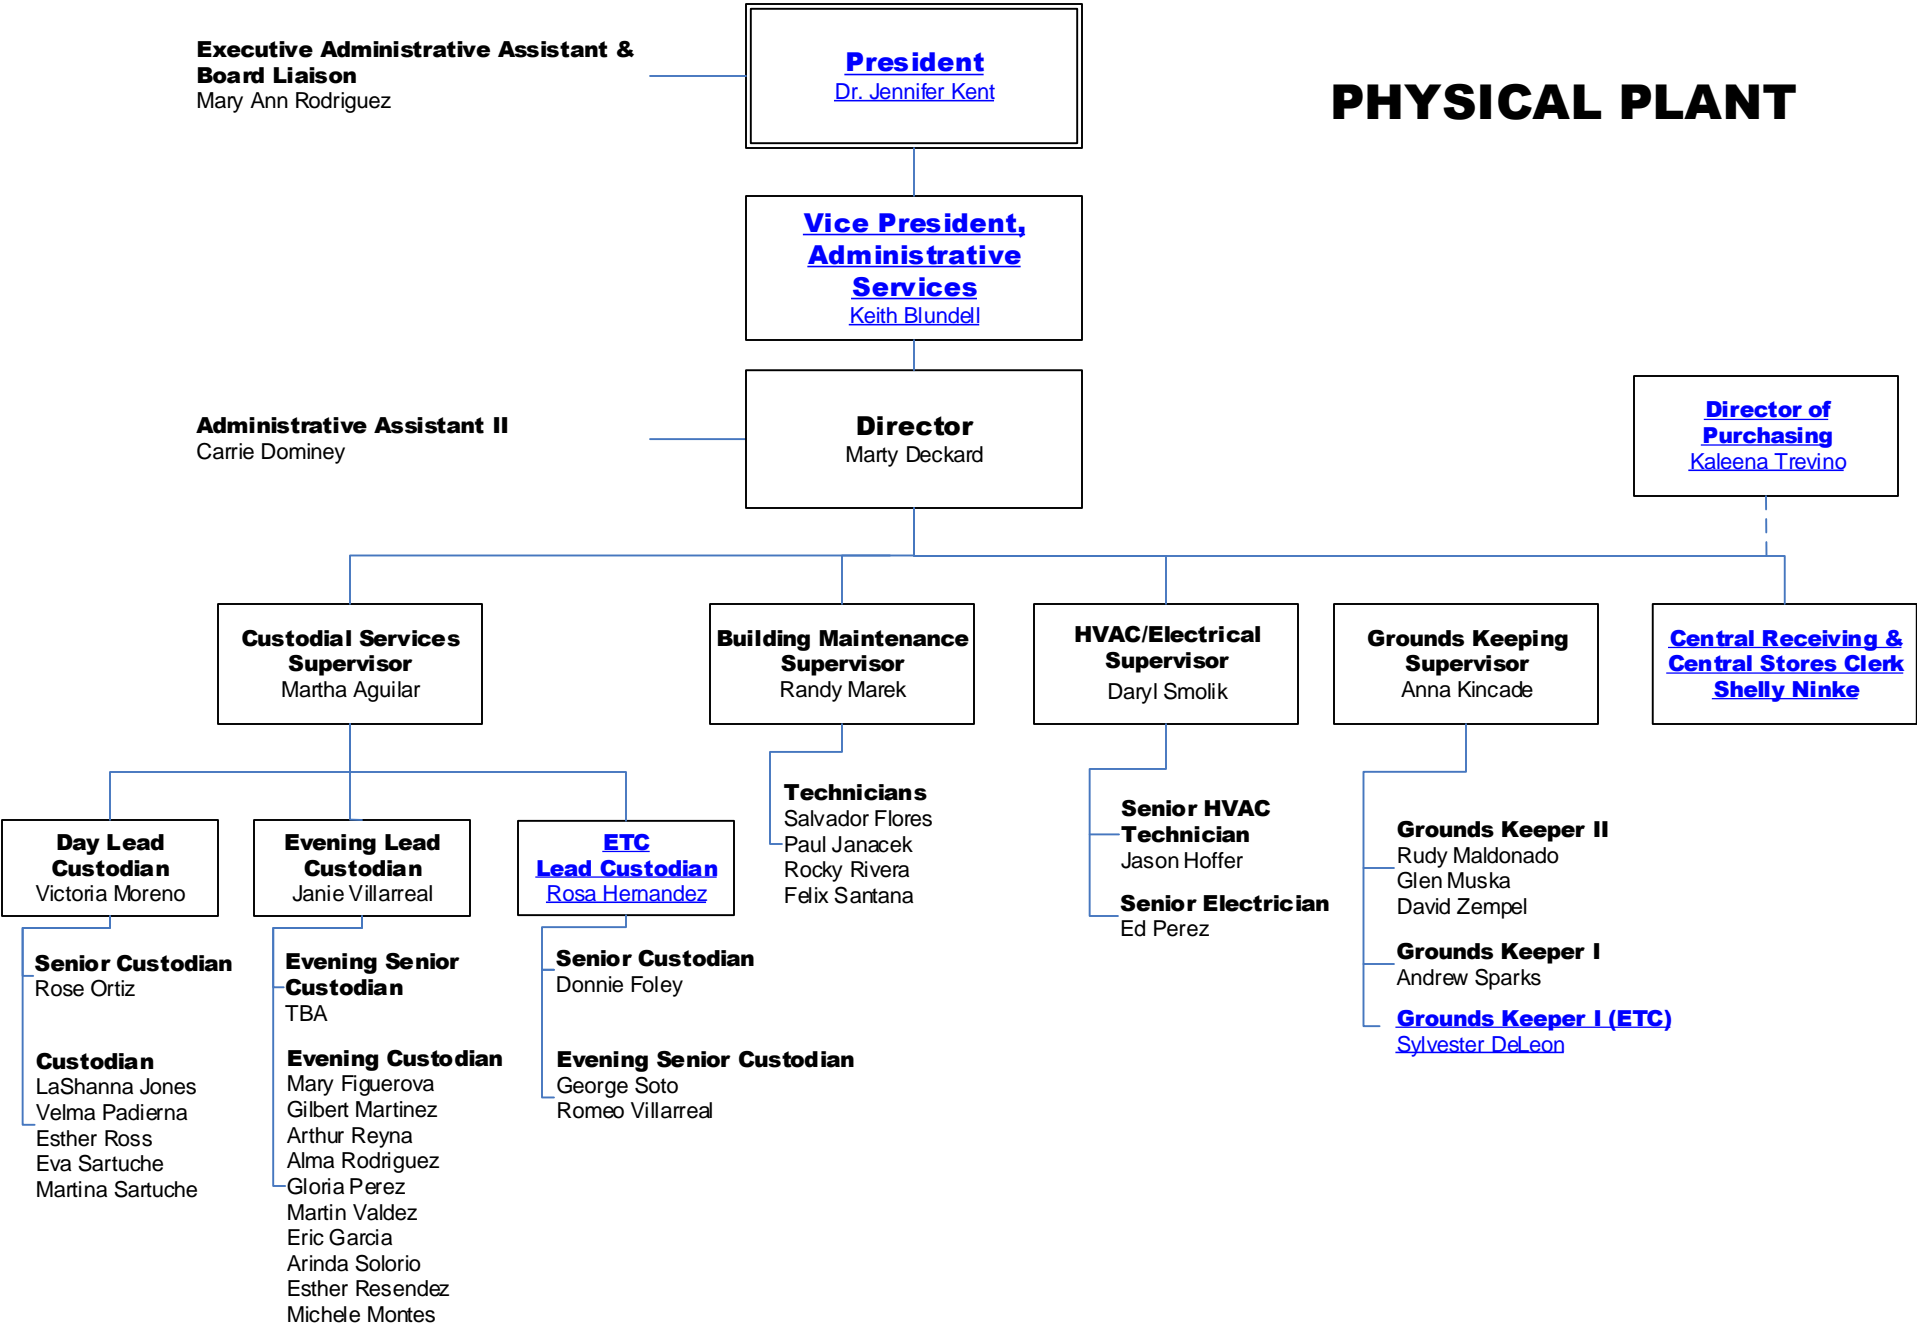 Executive Administrative Assistant &
Board Liaison
Mary Ann Rodriguez
President
Dr. Jennifer Kent
PHYSICAL PLANT
Vice President,
Administrative
Services
Keith Blundell
Administrative Assistant II
Carrie Dominey
Director
Marty Deckard
Director of
Purchasing
Kaleena Trevino
Custodial Services
Supervisor
Martha Aguilar
Building Maintenance
Supervisor
Randy Marek
HVAC/Electrical
Supervisor
Daryl Smolik
Grounds Keeping
Supervisor
Anna Kincade
Central Receiving &
Central Stores Clerk
Shelly Ninke
Day Lead
Custodian
Victoria Moreno
Evening Lead
Custodian
Janie Villarreal
ETC
Lead Custodian
Rosa Hernandez
Technicians
Salvador Flores
Paul Janacek
Rocky Rivera
Felix Santana
Senior HVAC
Technician
Jason Hoffer
Senior Electrician
Ed Perez
Grounds Keeper II
Rudy Maldonado
Glen Muska
David Zempel
Grounds Keeper I
Andrew Sparks
Grounds Keeper I (ETC)
Sylvester DeLeon
Senior Custodian
Rose Ortiz
Custodian
LaShanna Jones
Velma Padierna
Esther Ross
Eva Sartuche
Martina Sartuche
Evening Senior
Custodian
TBA
Evening Custodian
Mary Figuerova
Gilbert Martinez
Arthur Reyna
Alma Rodriguez
Gloria Perez
Martin Valdez
Eric Garcia
Arinda Solorio
Esther Resendez
Michele Montes
Senior Custodian
Donnie Foley
Evening Senior Custodian
George Soto
Romeo Villarreal